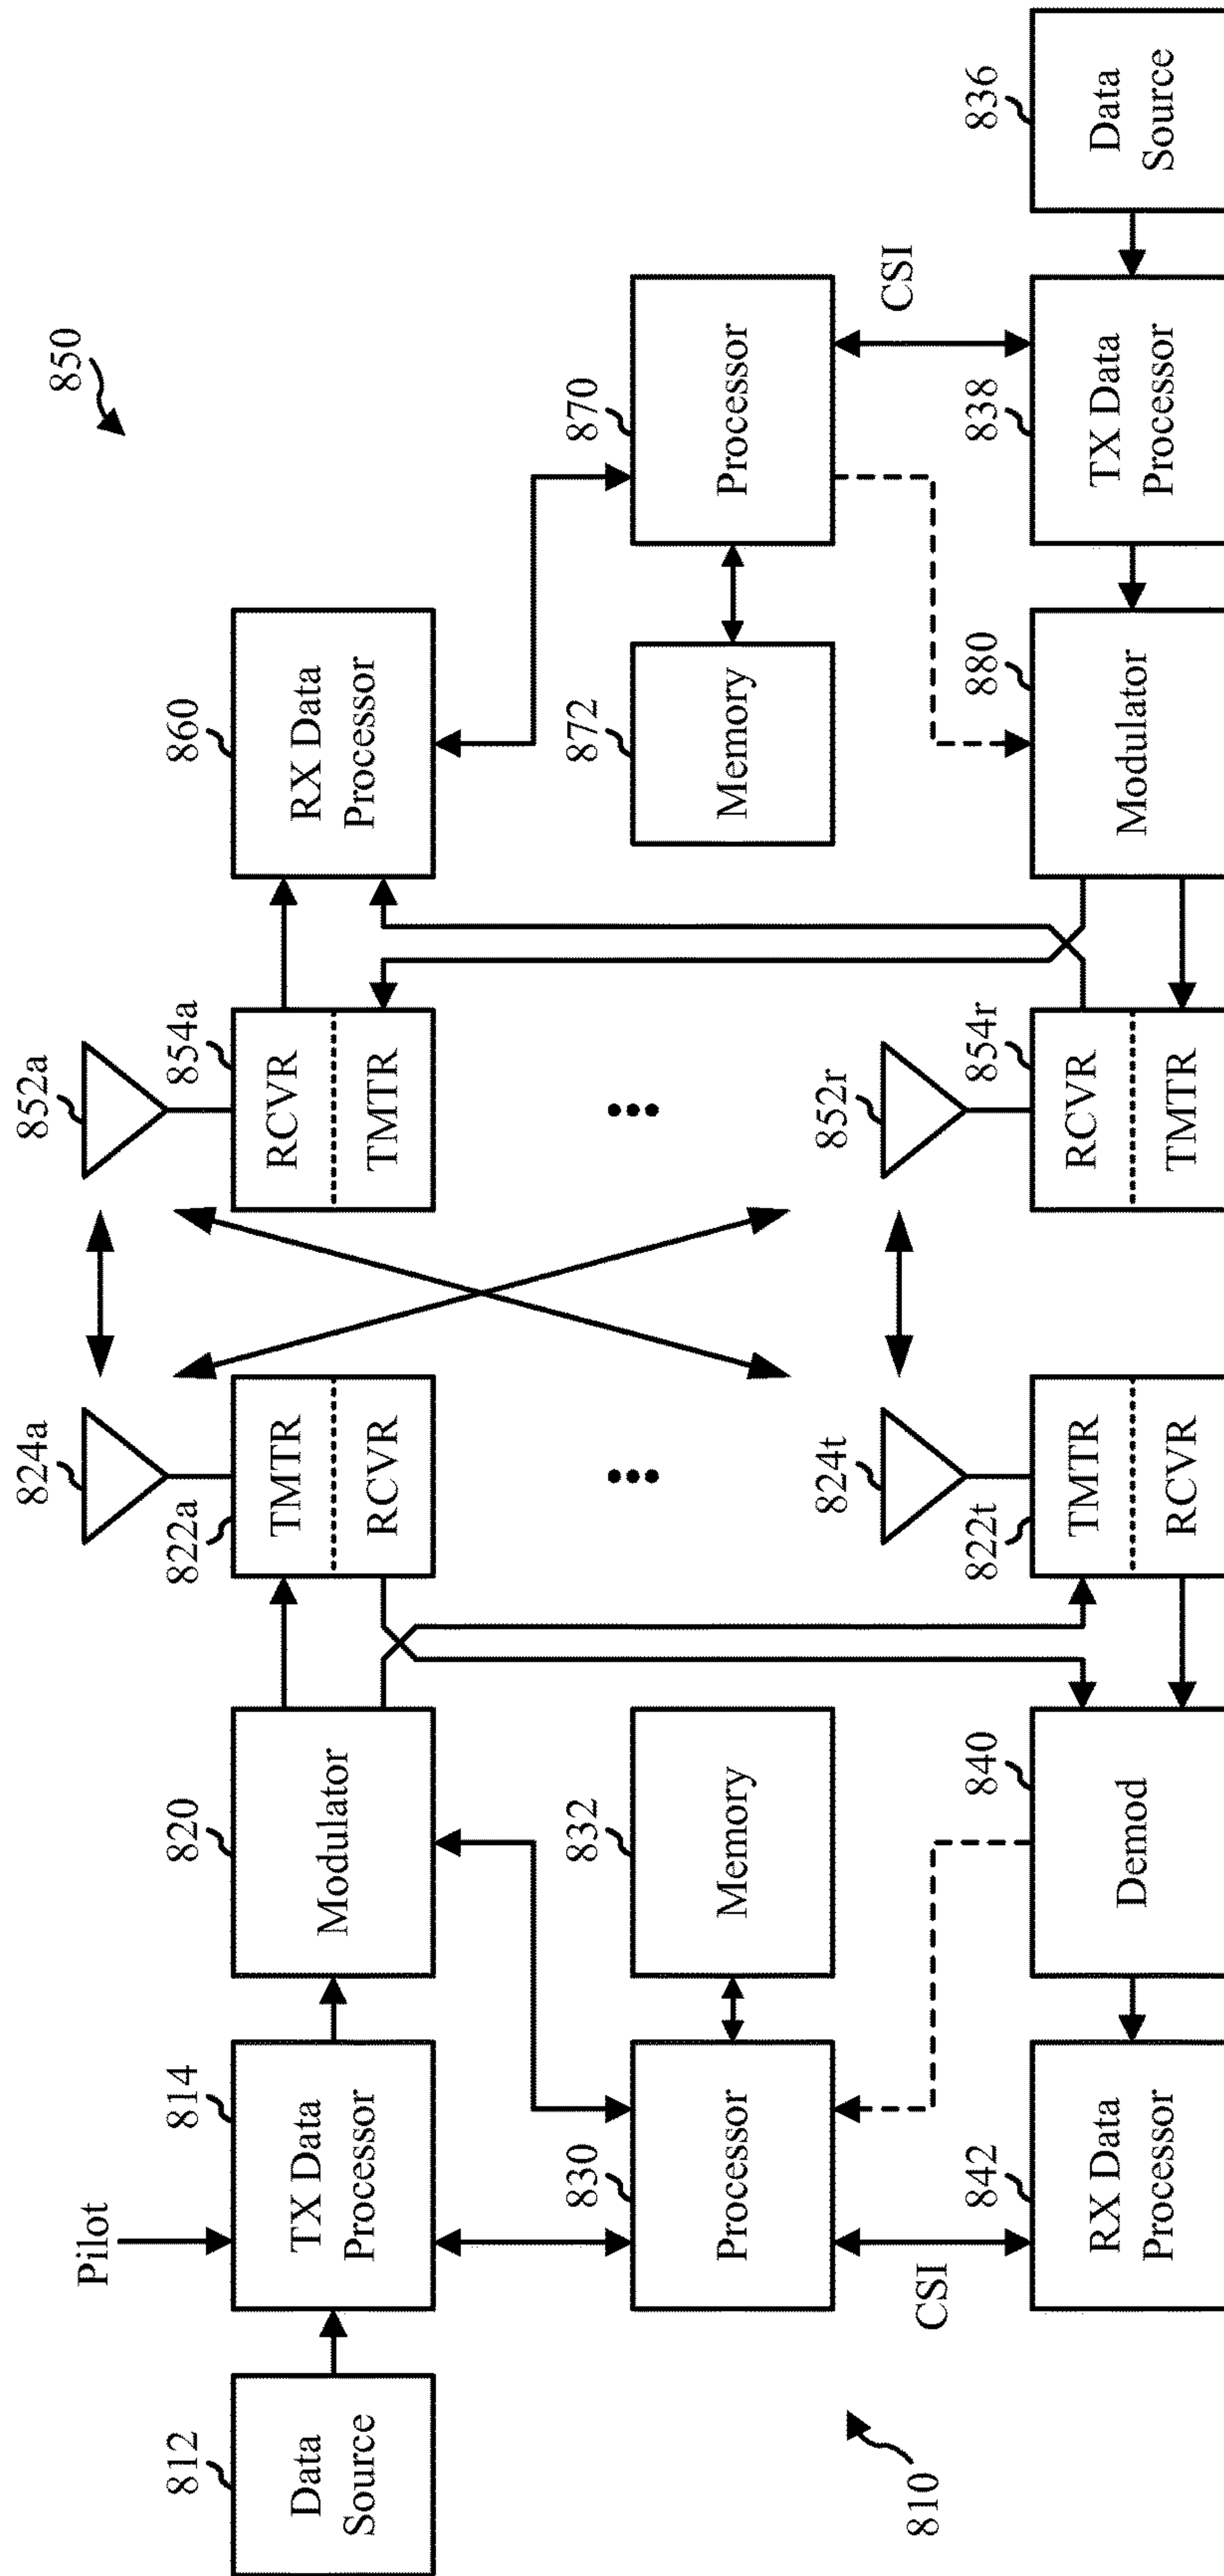 850
824a
852a
Pilot
812
814
820
822a
854a
860
Data
Source
TX Data
Processor
Modulator
TMTR
RCVR
RCVR
TMTR
RX Data
Processor
830
832
872
870
Processor
Memory
•••
•••
Memory
Processor
CSI
CSI
824t
852r
810
842
840
822t
854r
880
838
836
RX Data
Processor
Demod
TMTR
RCVR
RCVR
TMTR
Modulator
TX Data
Processor
Data
Source